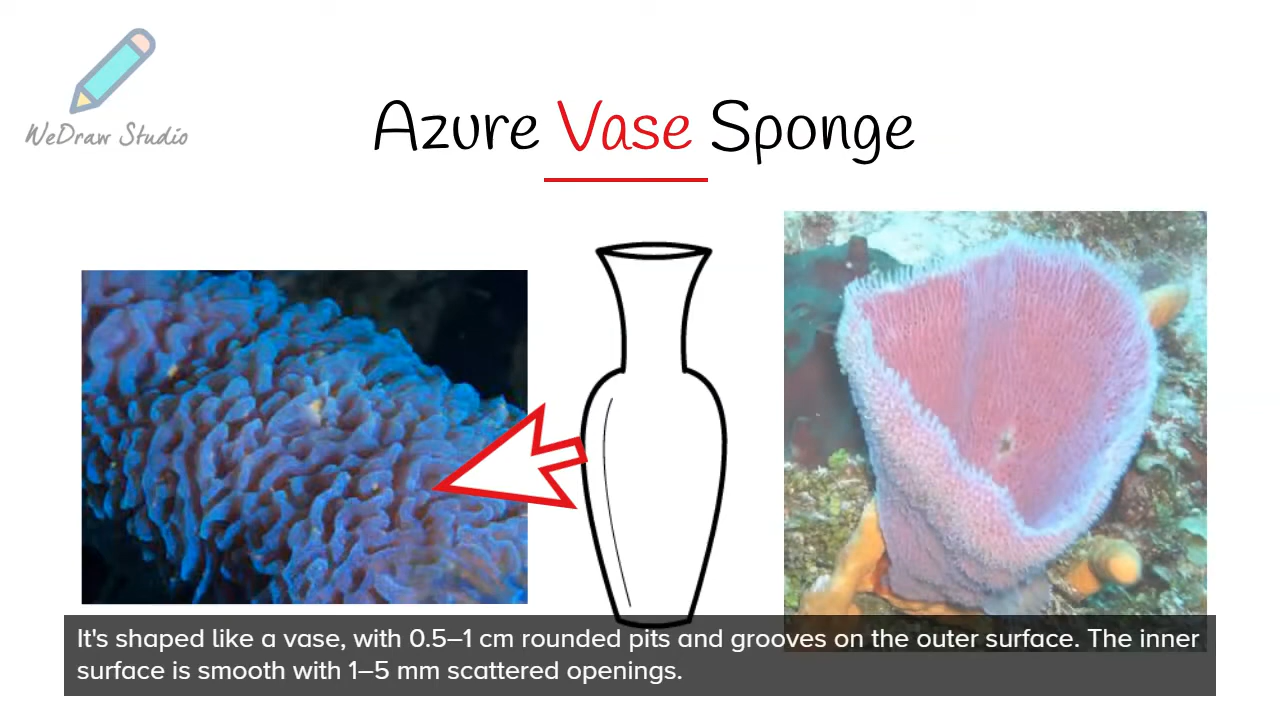 WeDraw Studio
Azure Vase Sponge
It's shaped like a vase, with 0.5–1 cm rounded pits and grooves on the outer surface. The inner
surface is smooth with 1–5 mm scattered openings.